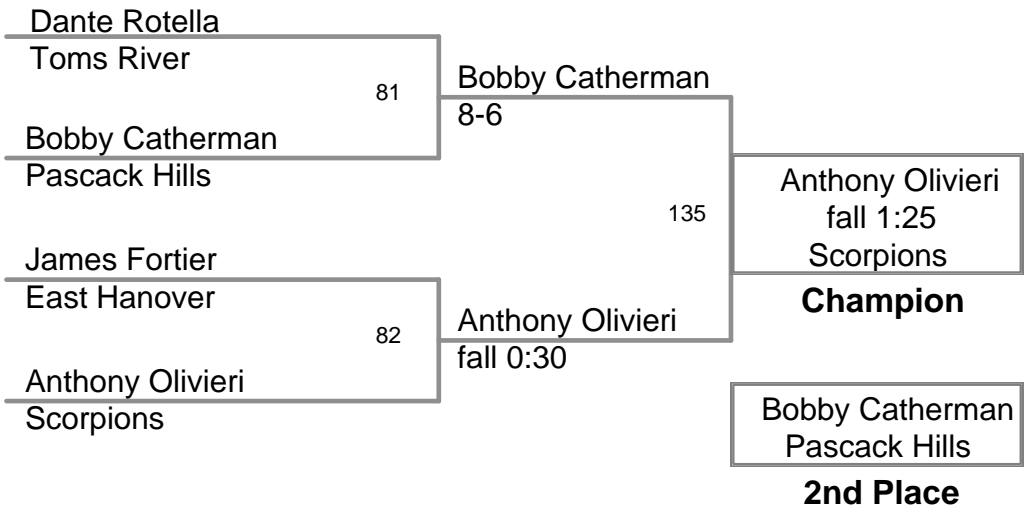 Dante Rotella
Toms River
81
Bobby Catherman
8-6
Bobby Catherman
Pascack Hills
135
Anthony Olivieri
fall 1:25
Scorpions
Champion
James Fortier
East Hanover
82
Anthony Olivieri
fall 0:30
Anthony Olivieri
Scorpions
Bobby Catherman
Pascack Hills
2nd Place